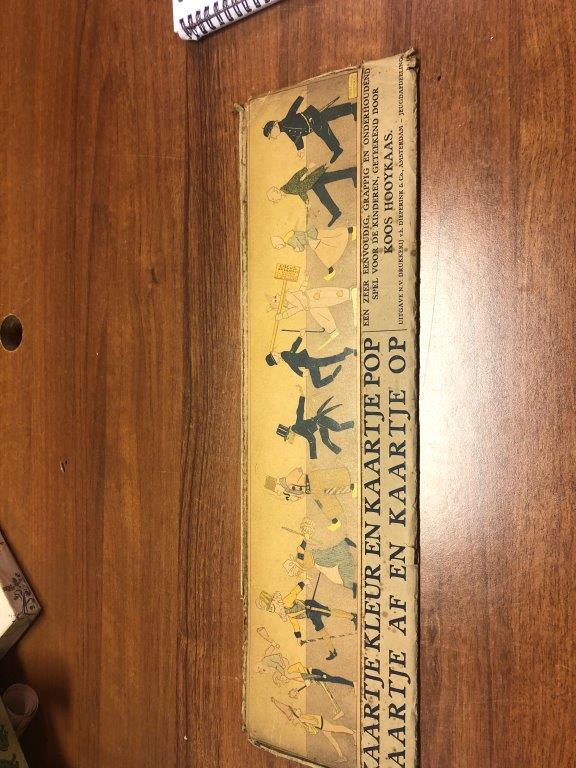 KAARTJE KLEUR EN KAARTJE POP
KAARTJE AF EN KAARTJE OP
EEN ZEER EENVOUDIG, GRAPPIG EN ONDERHOUDEND
SPEL VOOR DE KINDEREN, GETEEKEND DOOR
KOOS HOOYKAAS.
UITGAVE N.V. DRUKKERIJ v.h. DIEPERINK & Co., AMSTERDAM – JEUGDAFDEELING